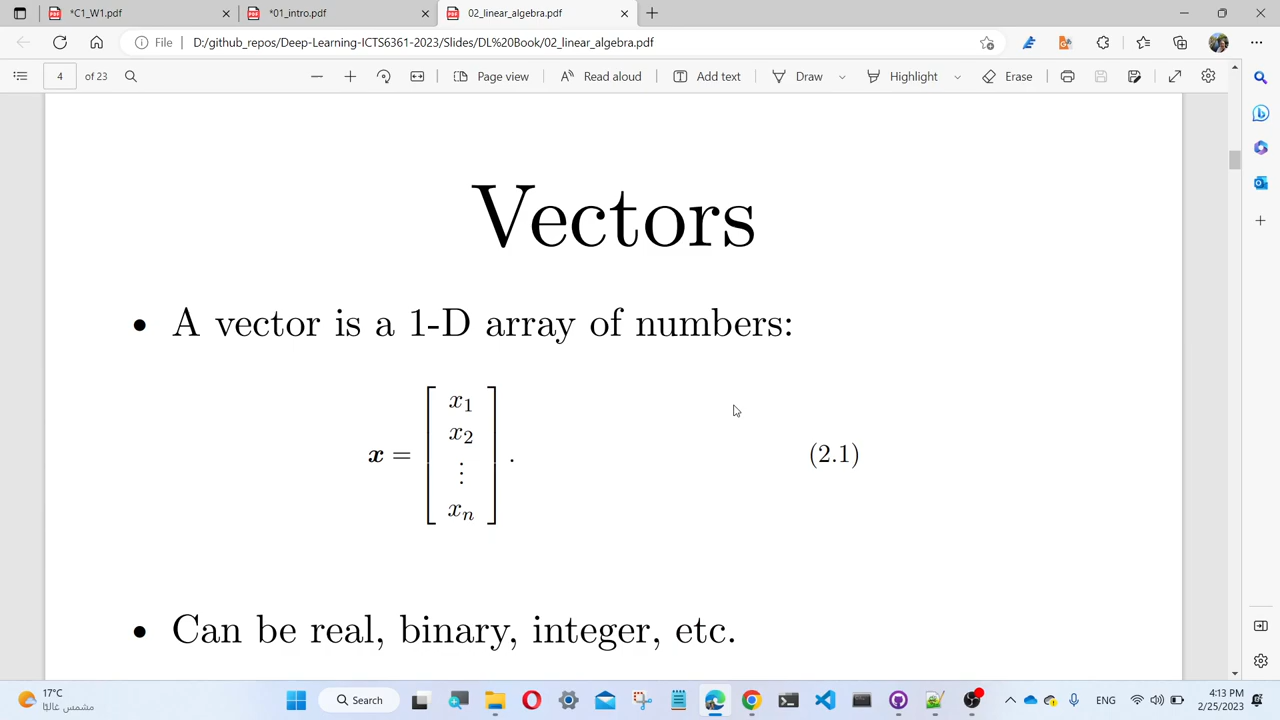 *C1_W1.pdf
*01_intro.pdf
02_linear_algebra.pdf
File
D:/github_repos/Deep-Learning-ICTS6361-2023/Slides/DL%20Book/02_linear_algebra.pdf
4 of 23
Page view
Read aloud
Add text
Draw
Highlight
Erase
Vectors
• A vector is a 1-D array of numbers:
x = [ x1
x2
⋮
xn ] . (2.1)
• Can be real, binary, integer, etc.
17°C
مشمس غالبًا
Search
ENG
4:13 PM
2/25/2023